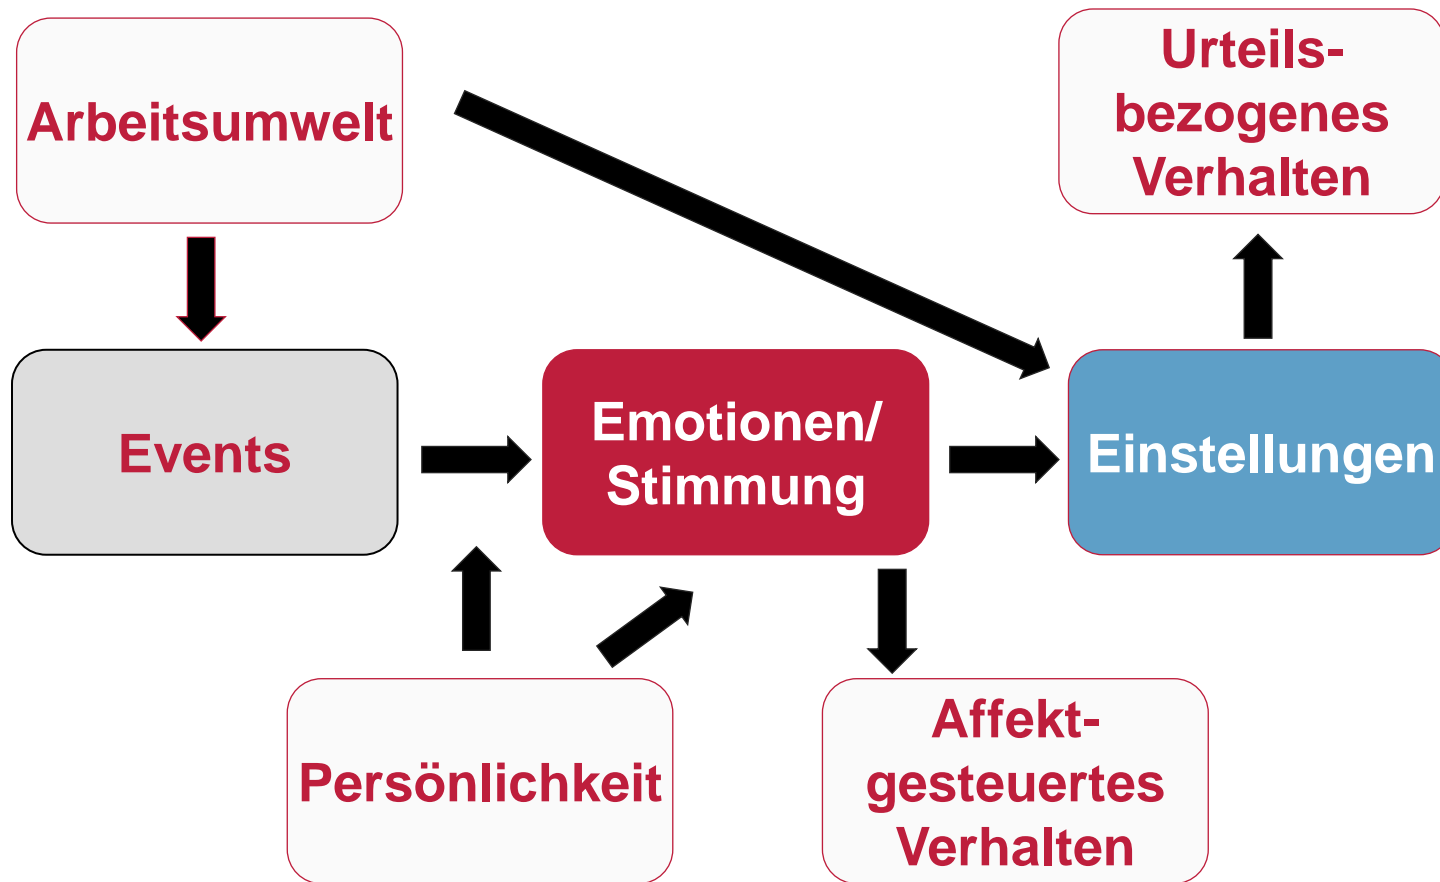 Arbeitsumwelt
Urteils-
bezogenes
Verhalten
Events
Emotionen/
Stimmung
Einstellungen
Persönlichkeit
Affekt-
gesteuertes
Verhalten